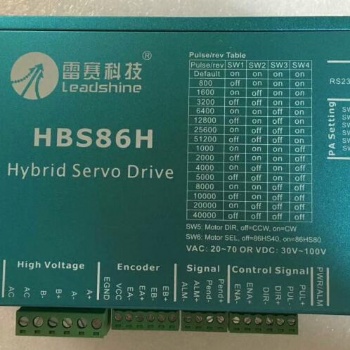 雷赛科技®
Leadshine
HBS86H
Hybrid Servo Drive
Pulse/rev Table
Pulse/rev SW1 SW2 SW3 SW4
Default on on on on
800 off on on on
1600 on off on on
3200 off off on on
6400 on on off on
12800 off on off on
25600 on off off on
51200 off off off on
1000 on on on off
2000 off on on off
4000 on off on off
5000 off off on off
8000 on on off off
10000 off on off off
20000 on off off off
40000 off off off off
SW5: Motor DIR, off=CCW, on=CW
SW6: Motor SEL, off=86HS40, on=86HS80
VAC: 20~70 OR VDC: 30V~100V
RS23
PA Setting
High Voltage
Encoder
Signal
Control Signal
PWR/ALM
AC
AC
B-
B+
A-
A+
EGND
VCC
EA-
EA+
EB-
EB+
ALM-
ALM+
Pend-
Pend+
ENA-
ENA+
DIR-
DIR+
PUL-
PUL+